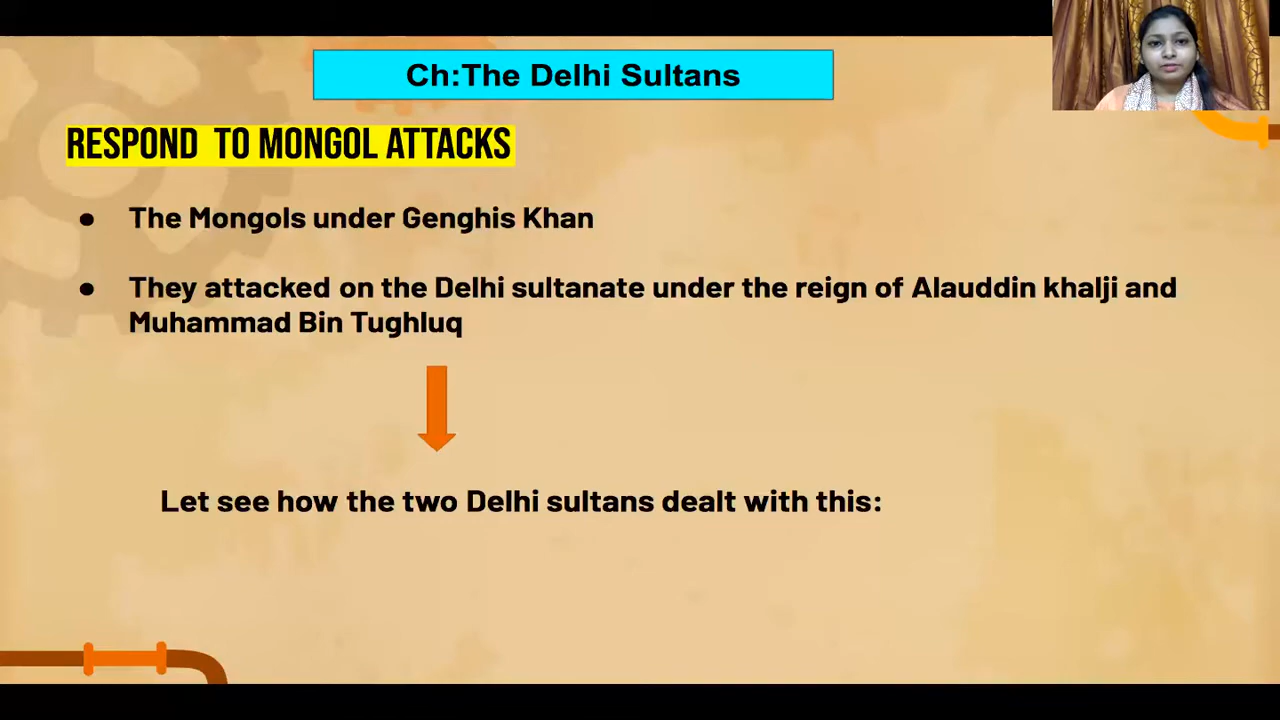 Ch:The Delhi Sultans
RESPOND TO MONGOL ATTACKS
● The Mongols under Genghis Khan
● They attacked on the Delhi sultanate under the reign of Alauddin khalji and
Muhammad Bin Tughluq
Let see how the two Delhi sultans dealt with this: